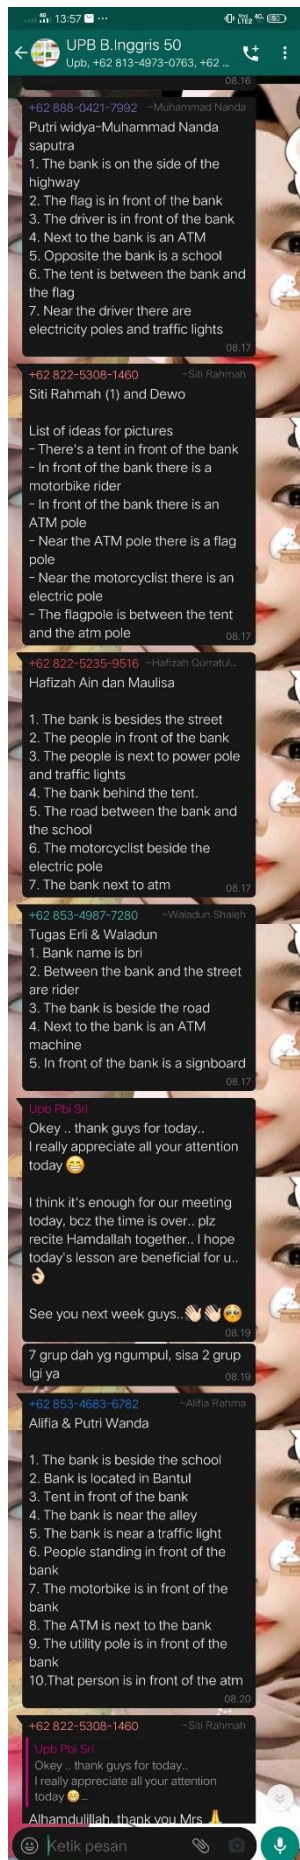 13:57
UPB B.Inggris 50
Upb, +62 813-4973-0763, +62 ...
08.16
+62 888-0421-7992 ~Muhammad Nanda
Putri widya-Muhammad Nanda
saputra
1. The bank is on the side of the
highway
2. The flag is in front of the bank
3. The driver is in front of the bank
4. Next to the bank is an ATM
5. Opposite the bank is a school
6. The tent is between the bank and
the flag
7. Near the driver there are
electricity poles and traffic lights
08.17
+62 822-5308-1460 ~Siti Rahmah
Siti Rahmah (1) and Dewo
List of ideas for pictures
- There's a tent in front of the bank
- In front of the bank there is a
motorbike rider
- In front of the bank there is an
ATM pole
- Near the ATM pole there is a flag
pole
- Near the motorcyclist there is an
electric pole
- The flagpole is between the tent
and the atm pole
08.17
+62 822-5235-9516 ~Hafizah Qurratul...
Hafizah Ain dan Maulisa
1. The bank is besides the street
2. The people in front of the bank
3. The people is next to power pole
and traffic lights
4. The bank behind the tent.
5. The road between the bank and
the school
6. The motorcyclist beside the
electric pole
7. The bank next to atm
08.17
+62 853-4987-7280 ~Waladun Shaleh
Tugas Erli & Waladun
1. Bank name is bri
2. Between the bank and the street
are rider
3. The bank is beside the road
4. Next to the bank is an ATM
machine
5. In front of the bank is a signboard
08.17
Upb Pbi Sri
Okey .. thank guys for today..
I really appreciate all your attention
today 😁
I think it's enough for our meeting
today, bcz the time is over.. plz
recite Hamdallah together.. I hope
today's lesson are beneficial for u..
👌🏻
See you next week guys..👋🏻👋🏻🥺
08.19
7 grup dah yg ngumpul, sisa 2 grup
lgi ya
08.19
+62 853-4683-6782 ~Alifia Rahma
Alifia & Putri Wanda
1. The bank is beside the school
2. Bank is located in Bantul
3. Tent in front of the bank
4. The bank is near the alley
5. The bank is near a traffic light
6. People standing in front of the
bank
7. The motorbike is in front of the
bank
8. The ATM is next to the bank
9. The utility pole is in front of the
bank
10.That person is in front of the atm
08.20
+62 822-5308-1460 ~Siti Rahmah
Upb Pbi Sri
Okey .. thank guys for today..
I really appreciate all your attention
today 😁...
Alhamdulillah, thank you Mrs 🙏
Ketik pesan